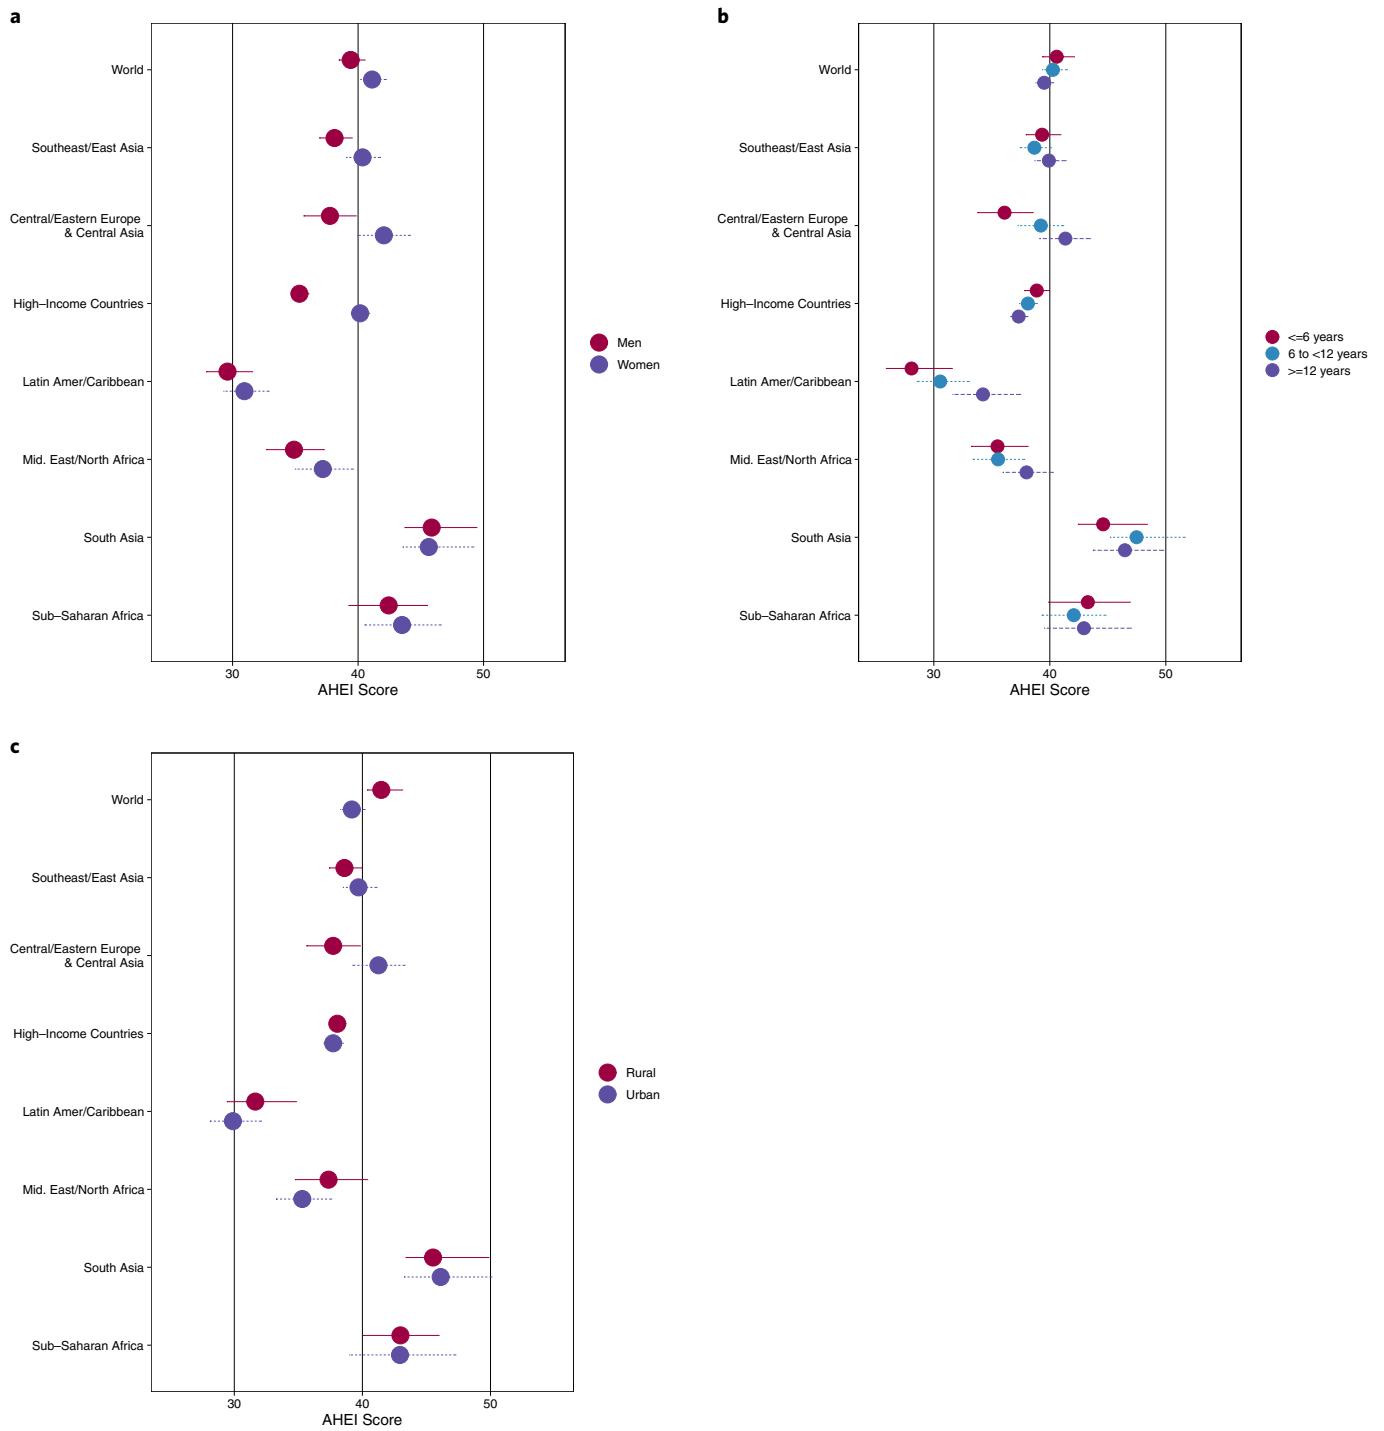 a
World
Southeast/East Asia
Central/Eastern Europe
& Central Asia
High–Income Countries
Latin Amer/Caribbean
Mid. East/North Africa
South Asia
Sub–Saharan Africa
30 40 50
AHEI Score
Men
Women
b
World
Southeast/East Asia
Central/Eastern Europe
& Central Asia
High–Income Countries
Latin Amer/Caribbean
Mid. East/North Africa
South Asia
Sub–Saharan Africa
30 40 50
AHEI Score
<=6 years
6 to <12 years
>=12 years
c
World
Southeast/East Asia
Central/Eastern Europe
& Central Asia
High–Income Countries
Latin Amer/Caribbean
Mid. East/North Africa
South Asia
Sub–Saharan Africa
30 40 50
AHEI Score
Rural
Urban